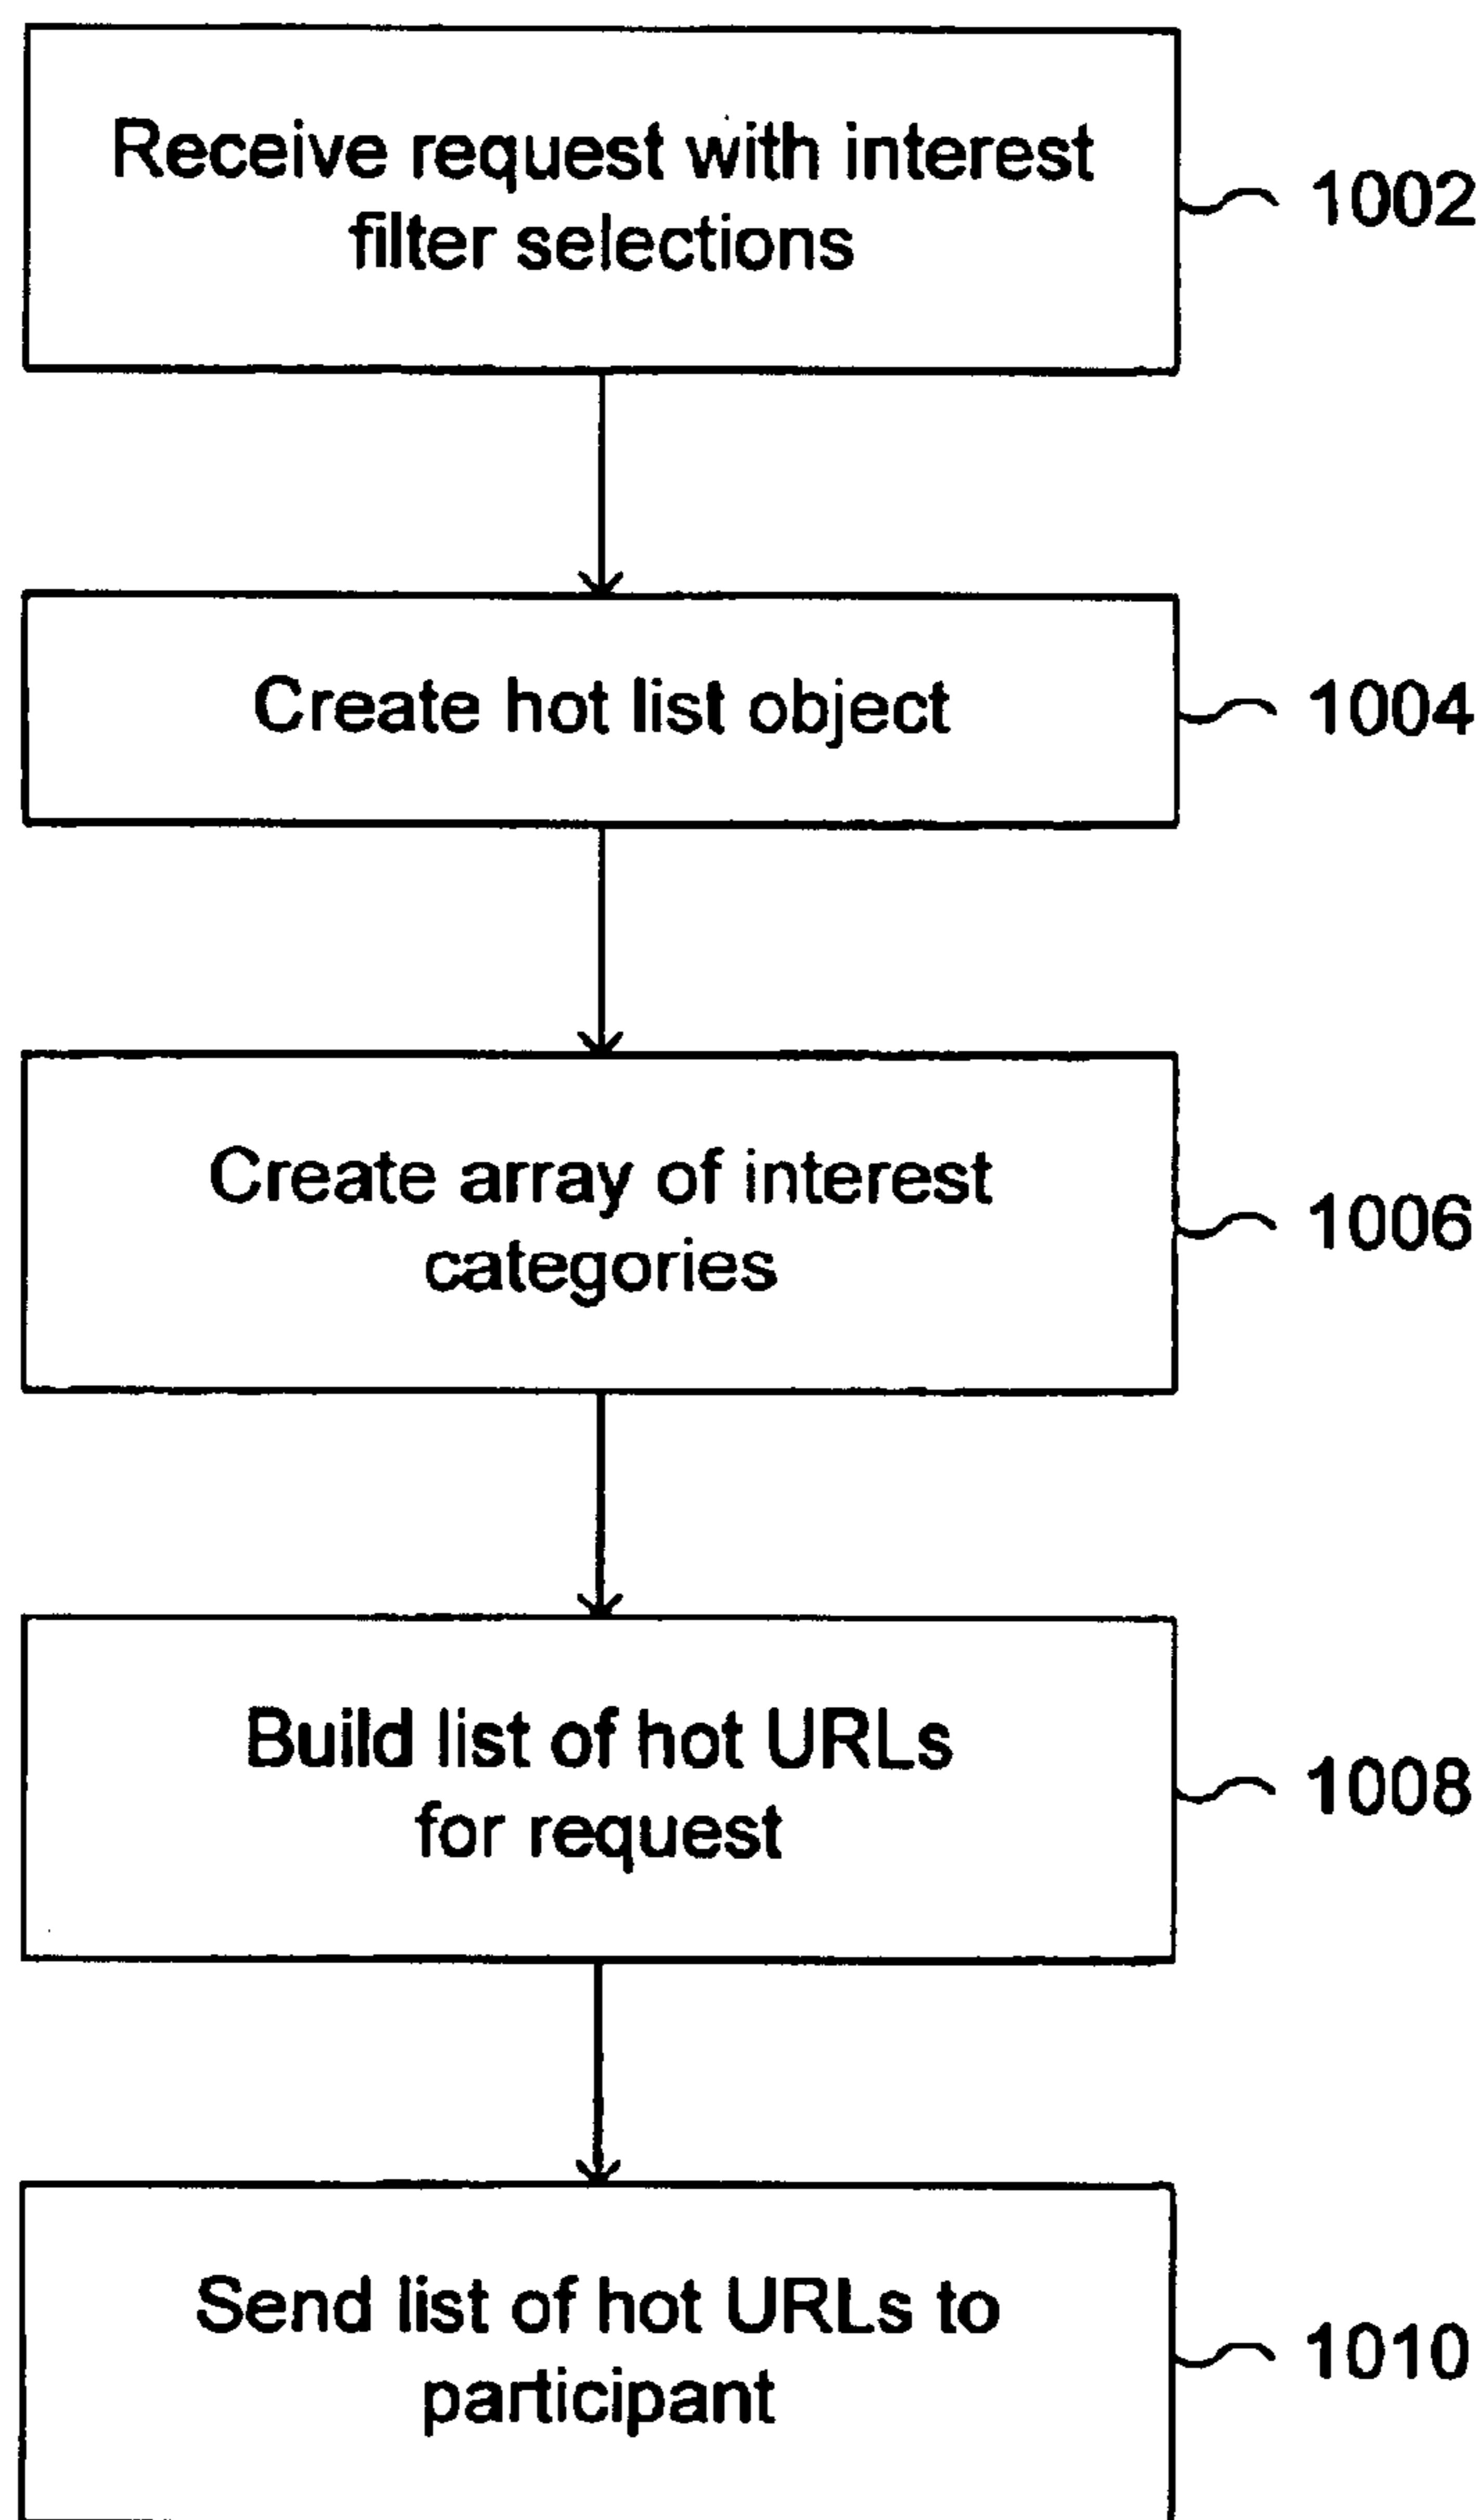 Receive request with interest
filter selections
1002
Create hot list object
1004
Create array of interest
categories
1006
Build list of hot URLs
for request
1008
Send list of hot URLs to
participant
1010